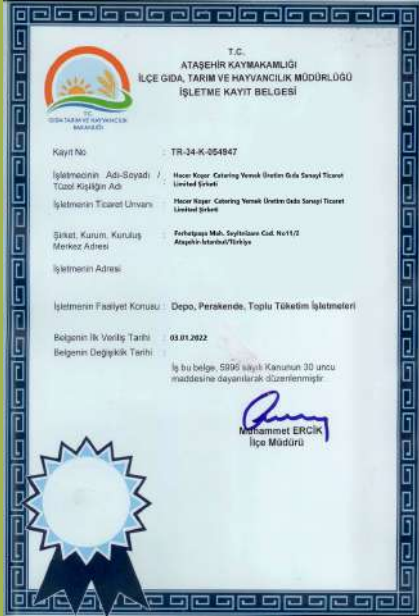 T.C.
ATAŞEHİR KAYMAKAMLIĞI
İLÇE GIDA, TARIM VE HAYVANCILIK MÜDÜRLÜĞÜ
İŞLETME KAYIT BELGESİ
T.C.
GIDA TARIM VE HAYVANCILIK
BAKANLIĞI
Kayıt No : TR-34-K-054947
İşletmecinin Adı-Soyadı / : Hacer Koşer Catering Yemek Üretim Gıda Sanayi Ticaret
Tüzel Kişiliğin Adı Limited Şirketi
İşletmenin Ticaret Unvanı : Hacer Koşer Catering Yemek Üretim Gıda Sanayi Ticaret
Limited Şirketi
Şirket, Kurum, Kuruluş : Ferhatpaşa Mah. Seyitnizam Cad. No:11/2
Merkez Adresi Ataşehir-İstanbul/Türkiye
İşletmenin Adresi
İşletmenin Faaliyet Konusu : Depo, Perakende, Toplu Tüketim İşletmeleri
Belgenin İlk Veriliş Tarihi : 03.01.2022
Belgenin Değişiklik Tarihi :
İş bu belge, 5996 sayılı Kanunun 30 uncu
maddesine dayanılarak düzenlenmiştir.
Muhammet ERCİK
İlçe Müdürü